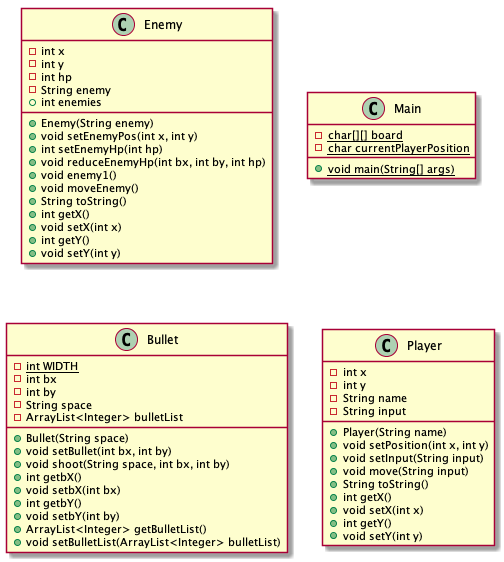 C Enemy
int x
int y
int hp
String enemy
int enemies
Enemy(String enemy)
void setEnemyPos(int x, int y)
int setEnemyHp(int hp)
void reduceEnemyHp(int bx, int by, int hp)
void enemy1()
void moveEnemy()
String toString()
int getX()
void setX(int x)
int getY()
void setY(int y)
C Main
char[][] board
char currentPlayerPosition
void main(String[] args)
C Bullet
int WIDTH
int bx
int by
String space
ArrayList<Integer> bulletList
Bullet(String space)
void setBullet(int bx, int by)
void shoot(String space, int bx, int by)
int getbX()
void setbX(int bx)
int getbY()
void setbY(int by)
ArrayList<Integer> getBulletList()
void setBulletList(ArrayList<Integer> bulletList)
C Player
int x
int y
String name
String input
Player(String name)
void setPosition(int x, int y)
void setInput(String input)
void move(String input)
String toString()
int getX()
void setX(int x)
int getY()
void setY(int y)